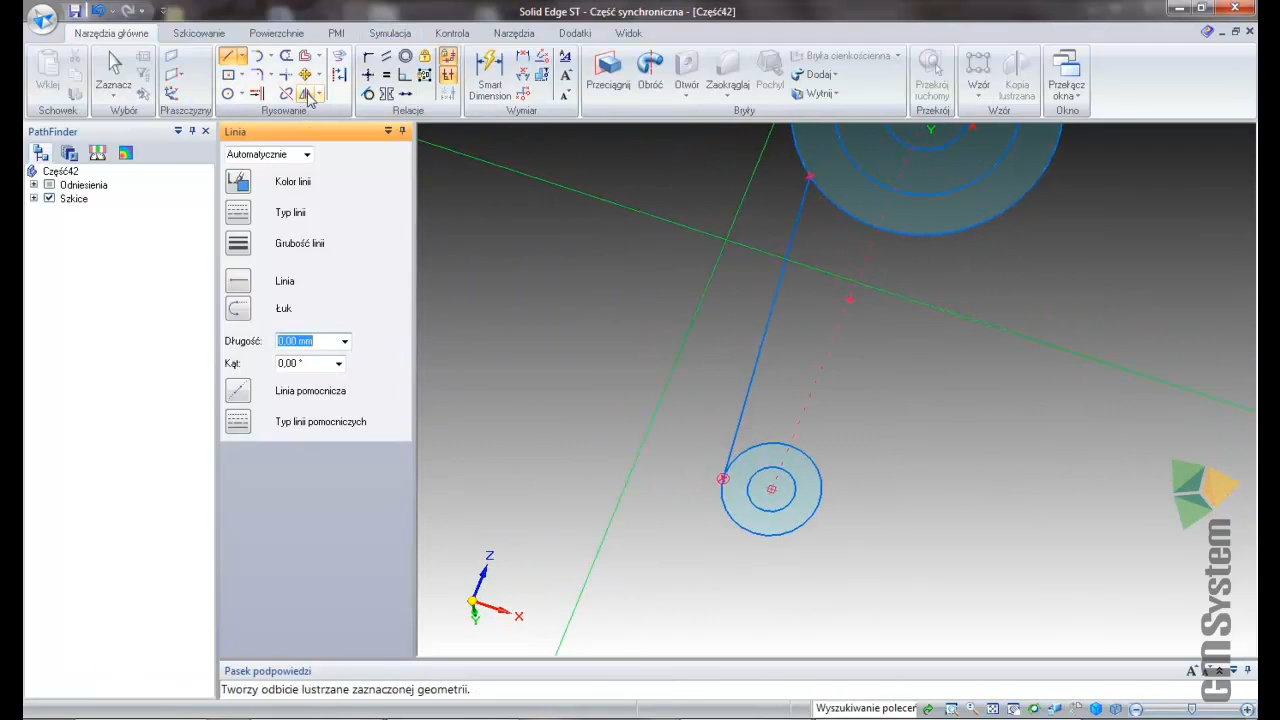 Solid Edge ST - Część synchroniczna - [Część42]
Narzędzia główne Szkicowanie Powierzchnie PMI Symulacja Kontrola Narzędzia Dodatki Widok
Wklej Zaznacz Smart Dimension Przeciągnij Obróć Otwór Zaokrąglaj Pochyl Bryła cienkościenna Dodaj Wytnij Przekrój ruchomy Wzór Kopia lustrzana Przełącz okna
Schowek Wybór Płaszczyzny Rysowanie Relacje Wymiar Bryły Przekrój Wzór Okno
PathFinder
Część42
Odniesienia
Szkice
Linia
Automatycznie
Kolor linii
Typ linii
Grubość linii
Linia
Łuk
Długość: 0,00 mm
Kąt: 0,00 °
Linia pomocnicza
Typ linii pomocniczych
Y
Z
X
Y
GMSystem
Pasek podpowiedzi
Tworzy odbicie lustrzane zaznaczonej geometrii.
Wyszukiwanie poleceń